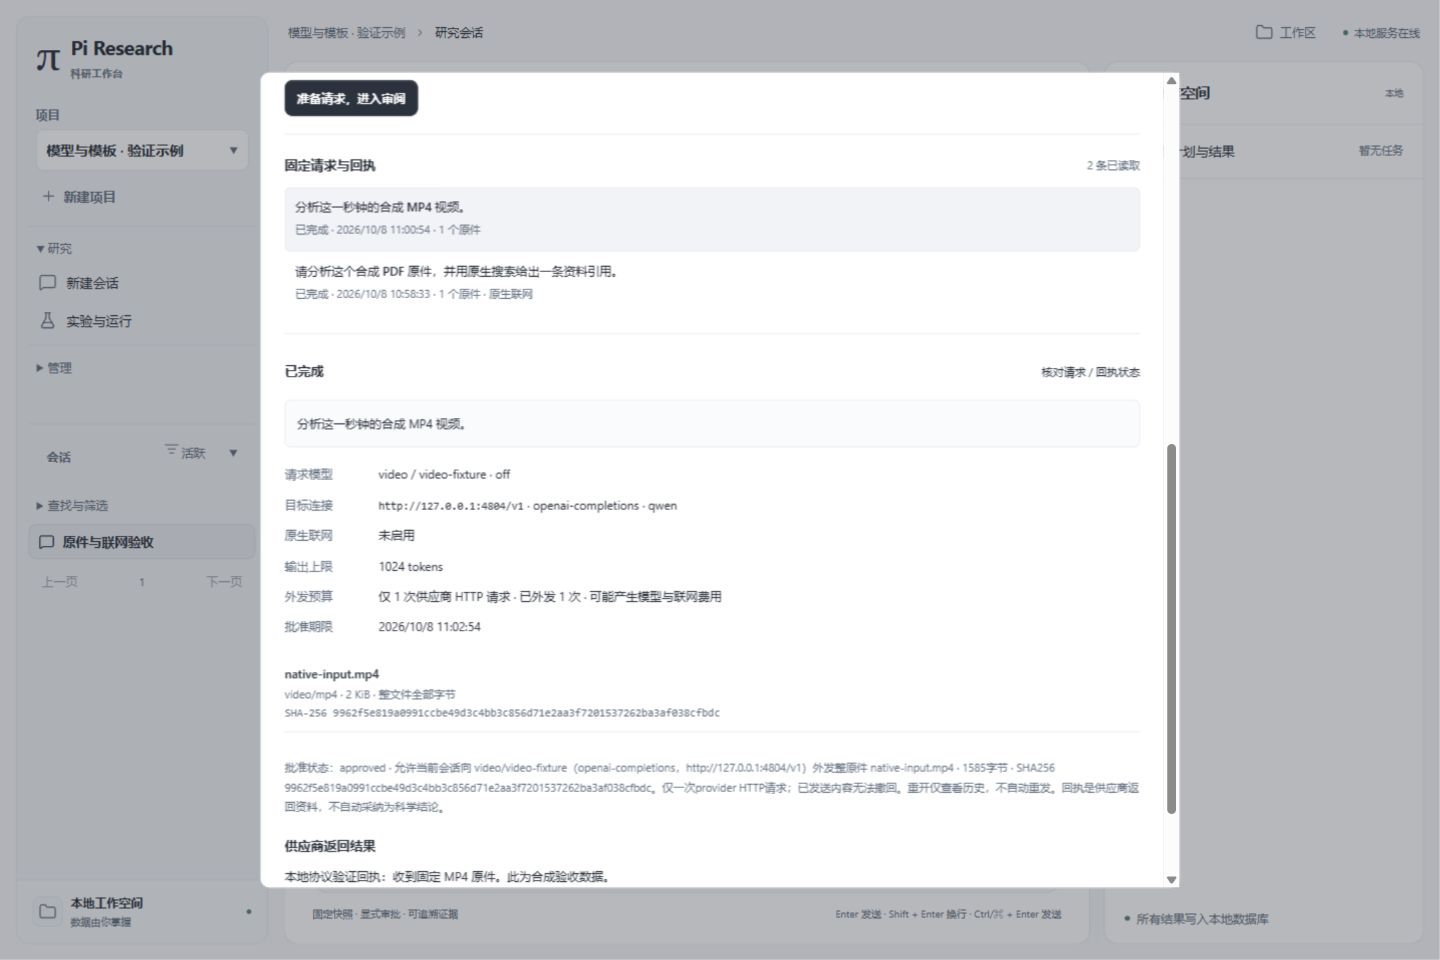 π Pi Research
科研工作台
项目
模型与模板 · 验证示例 ▼
+ 新建项目
▼研究
新建会话
实验与运行
▶管理
会话
活跃 ▼
▶查找与筛选
原件与联网验收
上一页 1 下一页
本地工作空间
数据由你掌握
模型与模板 · 验证示例 › 研究会话
工作区
本地服务在线
准备请求，进入审阅
固定请求与回执 2 条已读取
分析这一秒钟的合成 MP4 视频。
已完成 · 2026/10/8 11:00:54 · 1 个原件
请分析这个合成 PDF 原件，并用原生搜索给出一条资料引用。
已完成 · 2026/10/8 10:58:33 · 1 个原件 · 原生联网
已完成 核对请求 / 回执状态
分析这一秒钟的合成 MP4 视频。
请求模型 video / video-fixture · off
目标连接 http://127.0.0.1:4804/v1 · openai-completions · qwen
原生联网 未启用
输出上限 1024 tokens
外发预算 仅 1 次供应商 HTTP 请求 · 已外发 1 次 · 可能产生模型与联网费用
批准期限 2026/10/8 11:02:54
native-input.mp4
video/mp4 · 2 KiB · 整文件全部字节
SHA-256 9962f5e819a0991ccbe49d3c4bb3c856d71e2aa3f7201537262ba3af038cfbdc
批准状态：approved · 允许当前会话向 video/video-fixture（openai-completions，http://127.0.0.1:4804/v1）外发整原件 native-input.mp4 · 1585字节 · SHA256
9962f5e819a0991ccbe49d3c4bb3c856d71e2aa3f7201537262ba3af038cfbdc。仅一次provider HTTP请求；已发送内容无法撤回。重开仅查看历史，不自动重发。回执是供应商返
回资料，不自动采纳为科学结论。
供应商返回结果
本地协议验证回执：收到固定 MP4 原件。此为合成验收数据。
固定快照 · 显式审批 · 可追溯证据
Enter 发送 · Shift + Enter 换行 · Ctrl/⌘ + Enter 发送
空间 本地
划与结果 暂无任务
所有结果写入本地数据库